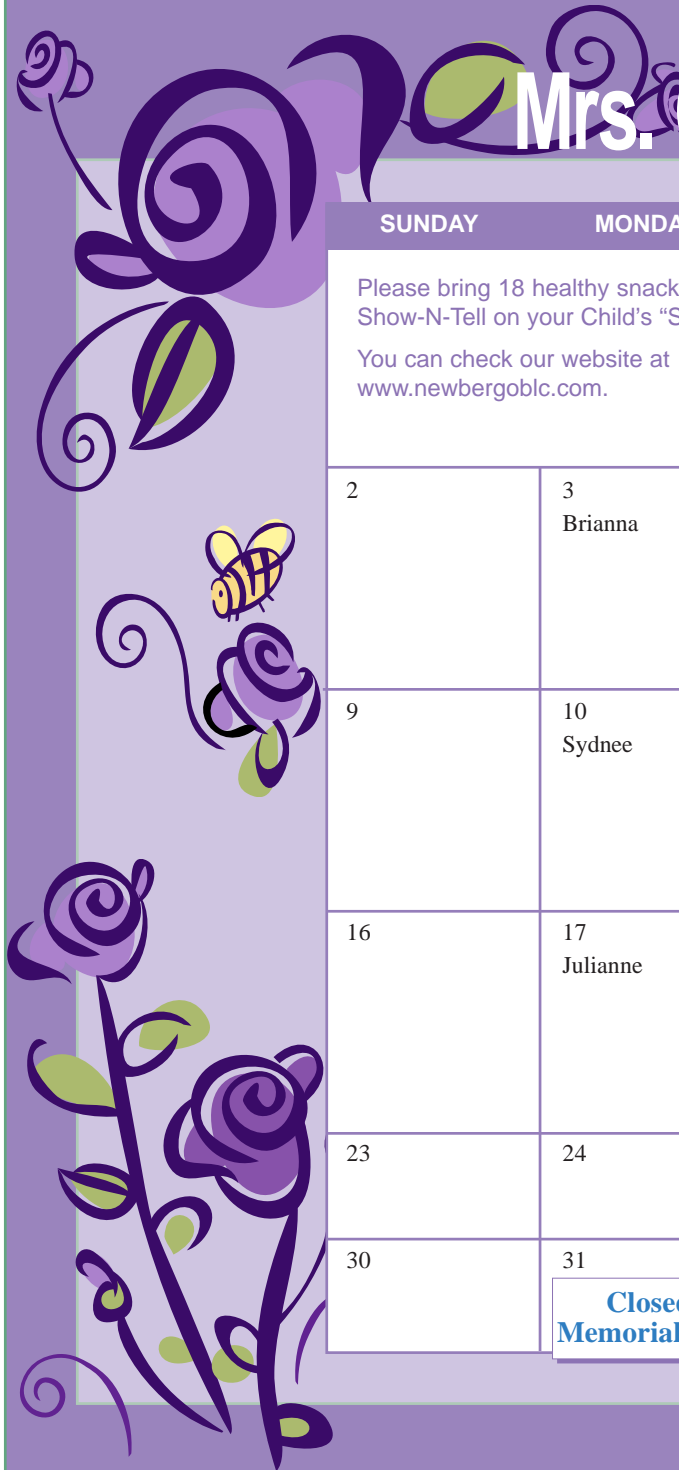 Mrs.
SUNDAY MONDA
Please bring 18 healthy snack
Show-N-Tell on your Child's “S
You can check our website at
www.newbergoblc.com.
2 3
Brianna
9 10
Sydnee
16 17
Julianne
23 24
30 31
Closed
Memorial